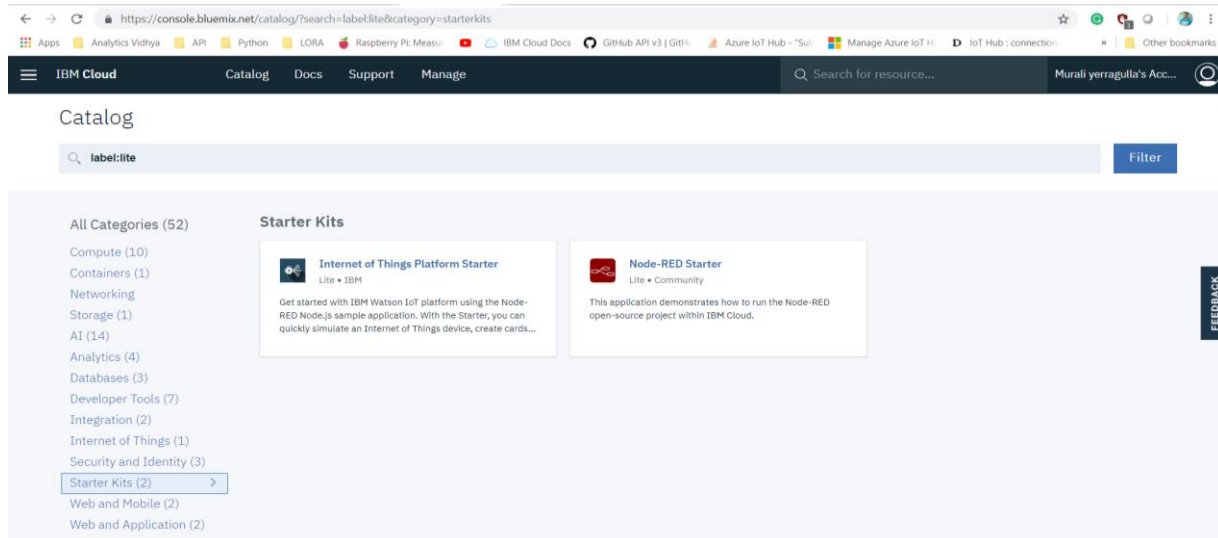 https://console.bluemix.net/catalog/?search=label:lite&category=starterkits
Apps Analytics Vidhya API Python LORA Raspberry Pi: Measur IBM Cloud Docs GitHub API v3 | GitH Azure IoT Hub - "Sub Manage Azure IoT H IoT Hub : connection » Other bookmarks
IBM Cloud Catalog Docs Support Manage Search for resource... Murali yerragulla's Acc...
Catalog
label:lite Filter
All Categories (52)
Compute (10)
Containers (1)
Networking
Storage (1)
AI (14)
Analytics (4)
Databases (3)
Developer Tools (7)
Integration (2)
Internet of Things (1)
Security and Identity (3)
Starter Kits (2) >
Web and Mobile (2)
Web and Application (2)
Starter Kits
Internet of Things Platform Starter
Lite • IBM
Get started with IBM Watson IoT platform using the Node-
RED Node.js sample application. With the Starter, you can
quickly simulate an Internet of Things device, create cards...
Node-RED Starter
Lite • Community
This application demonstrates how to run the Node-RED
open-source project within IBM Cloud.
FEEDBACK